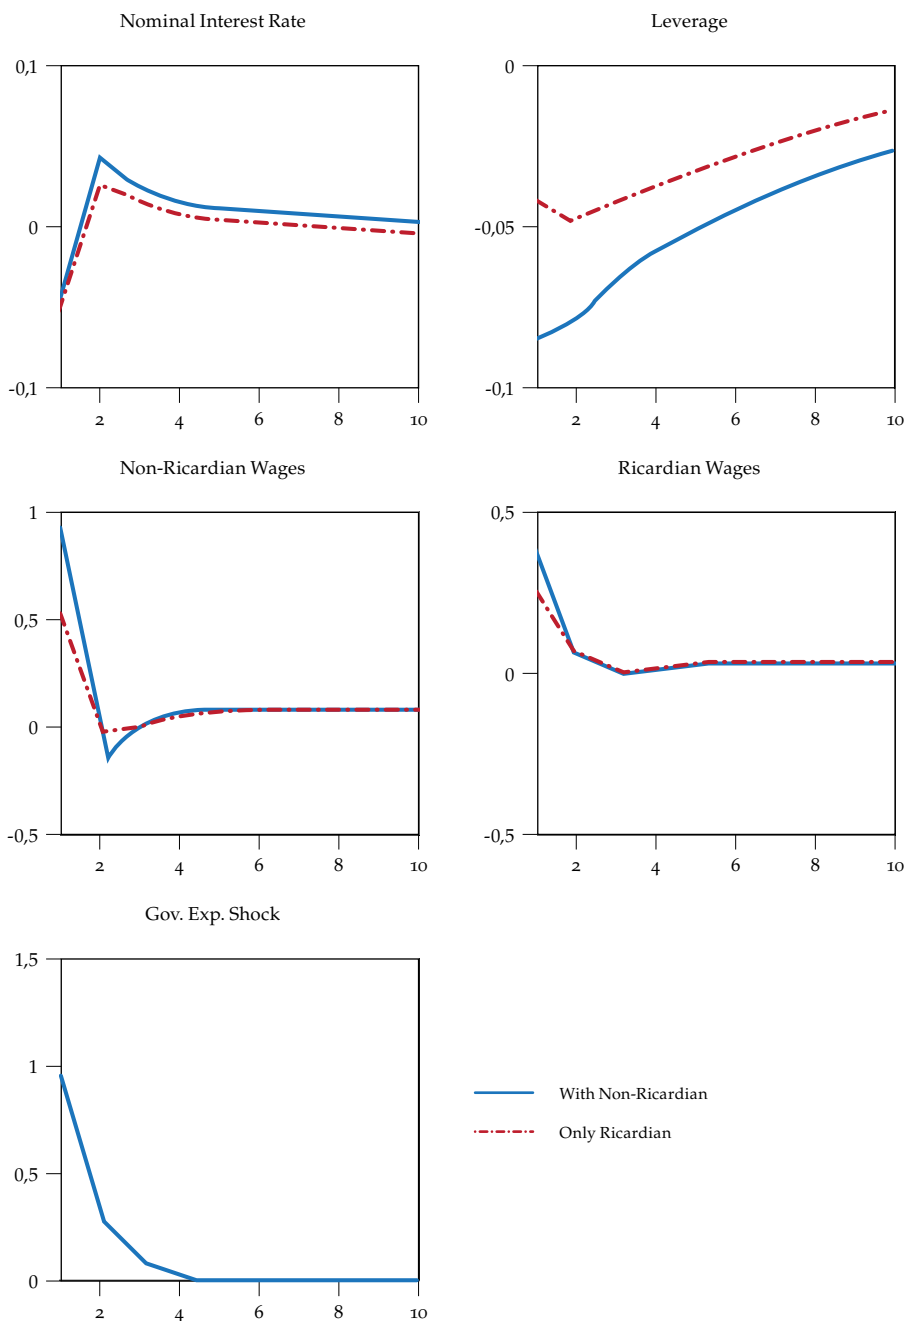 Nominal Interest Rate
Leverage
0,1
0
-0,1
2 4 6 8 10
0
-0,05
-0,1
2 4 6 8 10
Non-Ricardian Wages
Ricardian Wages
1
0,5
0
-0,5
2 4 6 8 10
0,5
0
-0,5
2 4 6 8 10
Gov. Exp. Shock
1,5
1
0,5
0
2 4 6 8 10
With Non-Ricardian
Only Ricardian